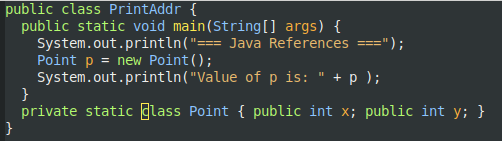 public class PrintAddr {
  public static void main(String[] args) {
    System.out.println("=== Java References ===");
    Point p = new Point();
    System.out.println("Value of p is: " + p );
  }
  private static class Point { public int x; public int y; }
}